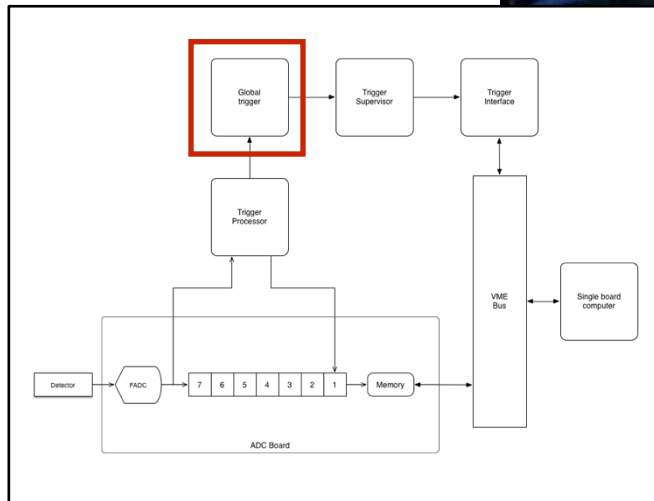 Global
trigger
Trigger
Supervisor
Trigger
Interface
Trigger
Processor
VME
Bus
Single board
computer
Detector
FADC
7 6 5 4 3 2 1
Memory
ADC Board